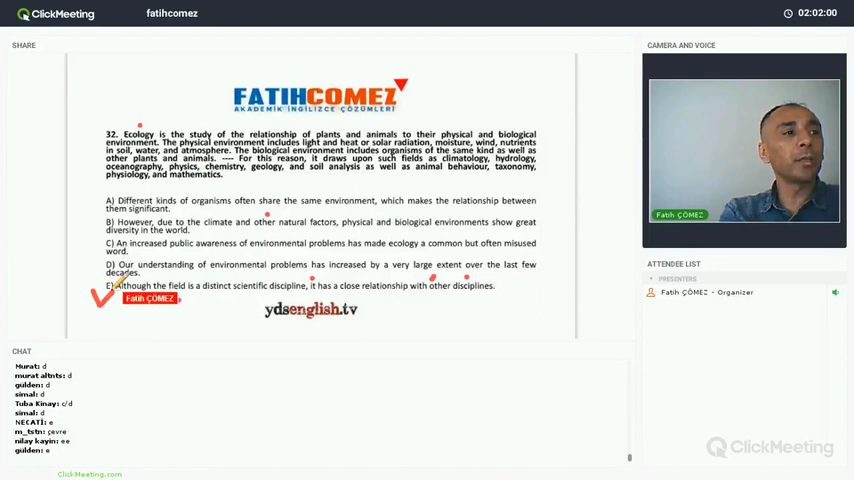 ClickMeeting
fatihcomez
02:02:00
SHARE
CAMERA AND VOICE
FATIHCOMEZ
AKADEMİK İNGİLİZCE ÇÖZÜMLERİ
32. Ecology is the study of the relationship of plants and animals to their physical and biological
environment. The physical environment includes light and heat or solar radiation, moisture, wind, nutrients
in soil, water, and atmosphere. The biological environment includes organisms of the same kind as well as
other plants and animals. ---- For this reason, it draws upon such fields as climatology, hydrology,
oceanography, physics, chemistry, geology, and soil analysis as well as animal behaviour, taxonomy,
physiology, and mathematics.
A) Different kinds of organisms often share the same environment, which makes the relationship between
them significant.
B) However, due to the climate and other natural factors, physical and biological environments show great
diversity in the world.
C) An increased public awareness of environmental problems has made ecology a common but often misused
word.
D) Our understanding of environmental problems has increased by a very large extent over the last few
decades.
E) Although the field is a distinct scientific discipline, it has a close relationship with other disciplines.
Fatih ÇÖMEZ
ydsenglish.tv
Fatih ÇÖMEZ
ATTENDEE LIST
PRESENTERS
Fatih ÇÖMEZ - Organizer
CHAT
Murat: d
murat altnts: d
gülden: d
simal: d
Tuba Kinay: c/d
simal: d
NECATİ: e
m_tstn: çevre
nilay kayin: ee
gülden: e
ClickMeeting
ClickMeeting.com